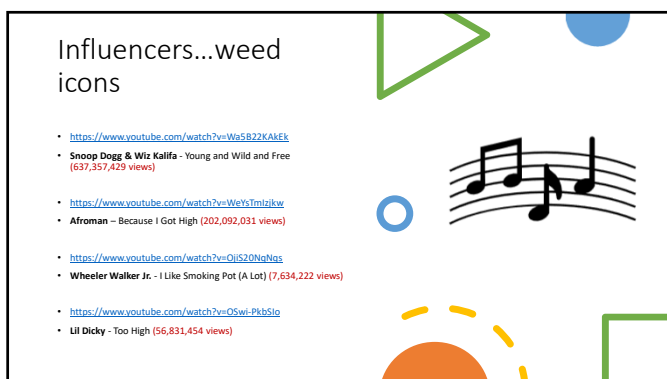 Influencers...weed
icons
• https://www.youtube.com/watch?v=Wa5B22KAkEk
• Snoop Dogg & Wiz Kalifa - Young and Wild and Free
(637,357,429 views)
• https://www.youtube.com/watch?v=WeYsTmIzjkw
• Afroman – Because I Got High (202,092,031 views)
• https://www.youtube.com/watch?v=OjiS20NqNqs
• Wheeler Walker Jr. - I Like Smoking Pot (A Lot) (7,634,222 views)
• https://www.youtube.com/watch?v=OSwi-PkbSIo
• Lil Dicky - Too High (56,831,454 views)